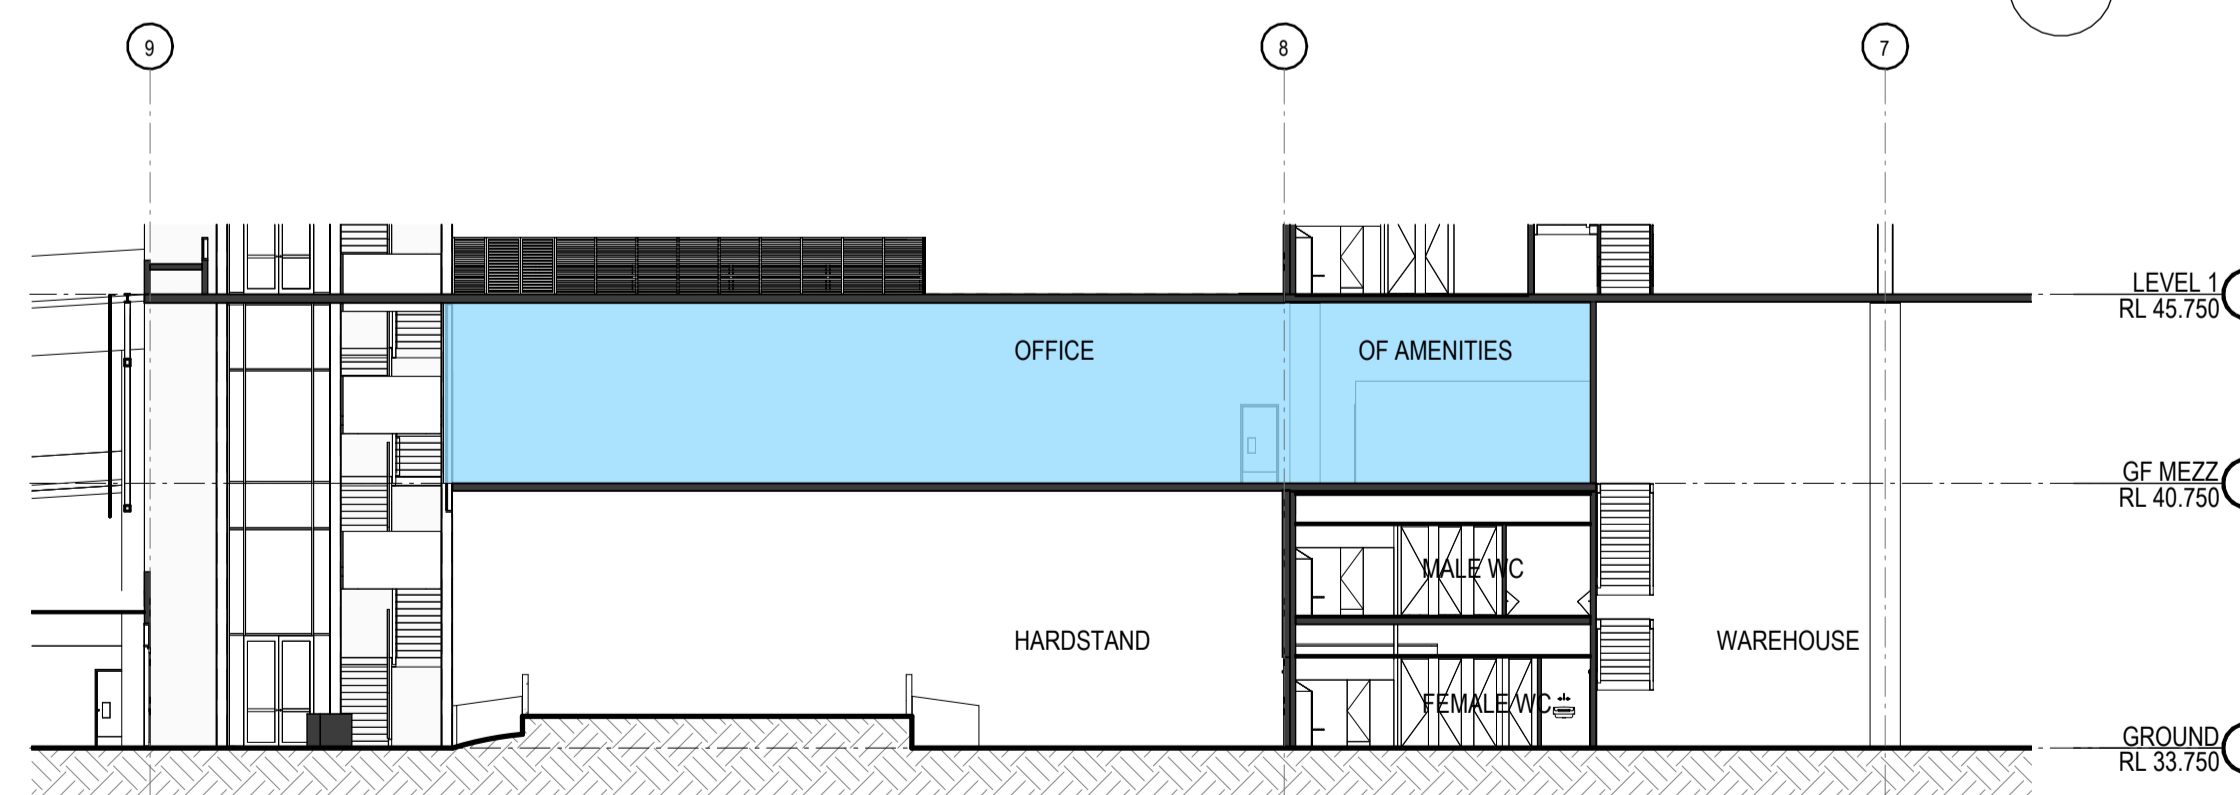 9
8
7
LEVEL 1
RL 45.750
OFFICE
OF AMENITIES
GF MEZZ
RL 40.750
MALE WC
HARDSTAND
WAREHOUSE
FEMALE WC
GROUND
RL 33.750